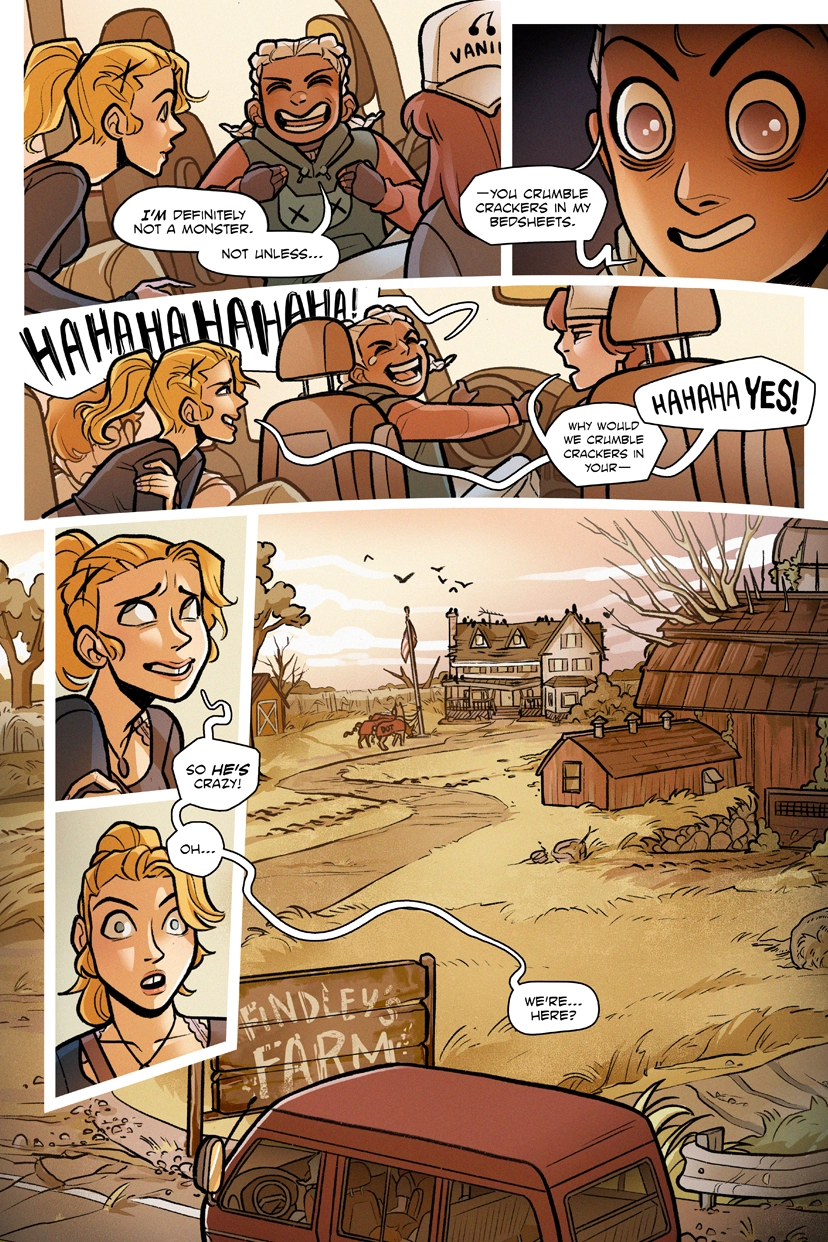 VANI
I'M DEFINITELY
NOT A MONSTER.
NOT UNLESS...
—YOU CRUMBLE
CRACKERS IN MY
BEDSHEETS.
HAHAHAHAHAHA!
WHY WOULD
WE CRUMBLE
CRACKERS IN
YOUR—
HAHAHA YES!
SO HE'S
CRAZY!
OH...
WE'RE...
HERE?
FINDLEYS
FARM